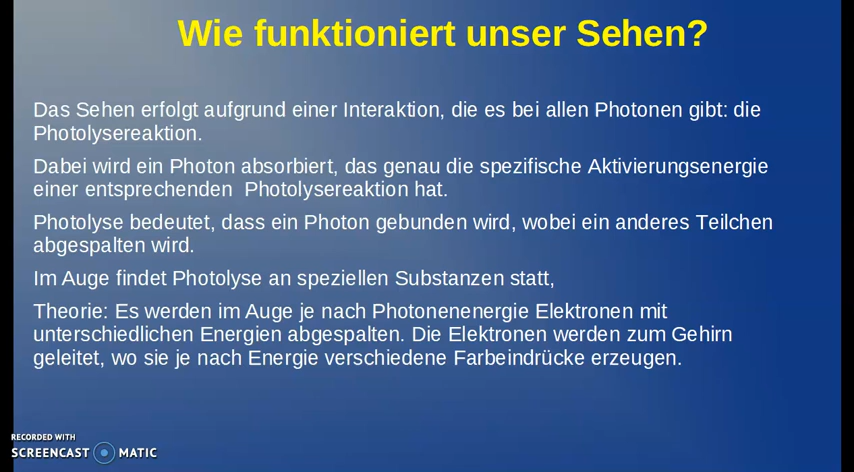 Wie funktioniert unser Sehen?
Das Sehen erfolgt aufgrund einer Interaktion, die es bei allen Photonen gibt: die
Photolysereaktion.
Dabei wird ein Photon absorbiert, das genau die spezifische Aktivierungsenergie
einer entsprechenden  Photolysereaktion hat.
Photolyse bedeutet, dass ein Photon gebunden wird, wobei ein anderes Teilchen
abgespalten wird.
Im Auge findet Photolyse an speziellen Substanzen statt,
Theorie: Es werden im Auge je nach Photonenenergie Elektronen mit
unterschiedlichen Energien abgespalten. Die Elektronen werden zum Gehirn
geleitet, wo sie je nach Energie verschiedene Farbeindrücke erzeugen.
RECORDED WITH
SCREENCAST MATIC